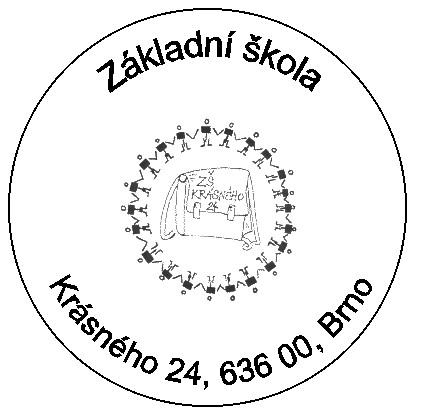 Základní škola
ZŠ
KRÁSNÉHO
24
Krásného 24, 636 00, Brno